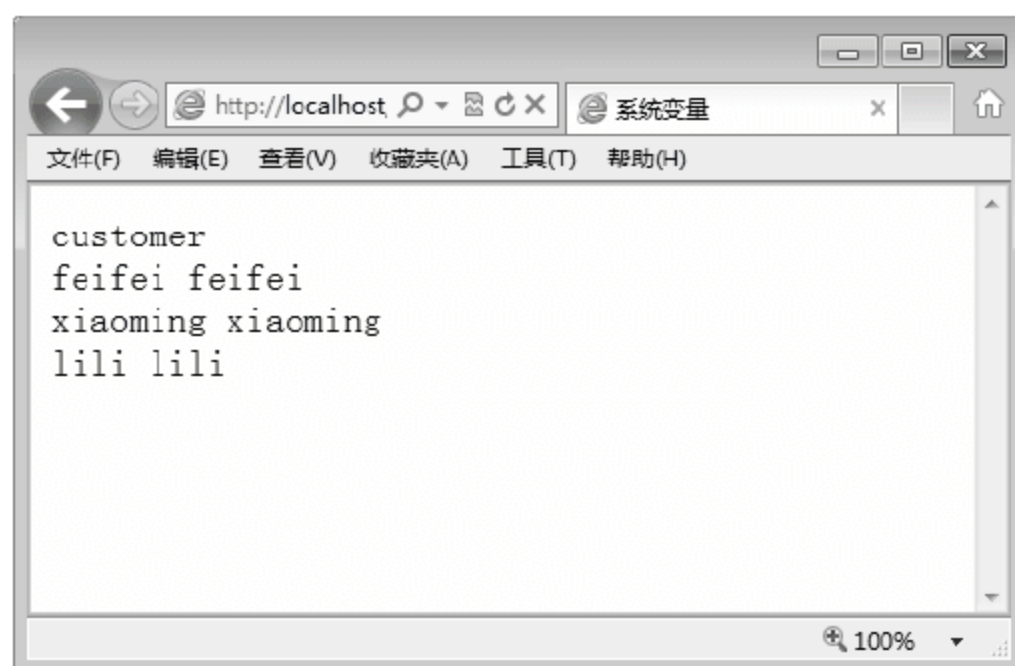 http://localhost
系统变量
文件(F) 编辑(E) 查看(V) 收藏夹(A) 工具(T) 帮助(H)
customer
feifei feifei
xiaoming xiaoming
lili lili
100%